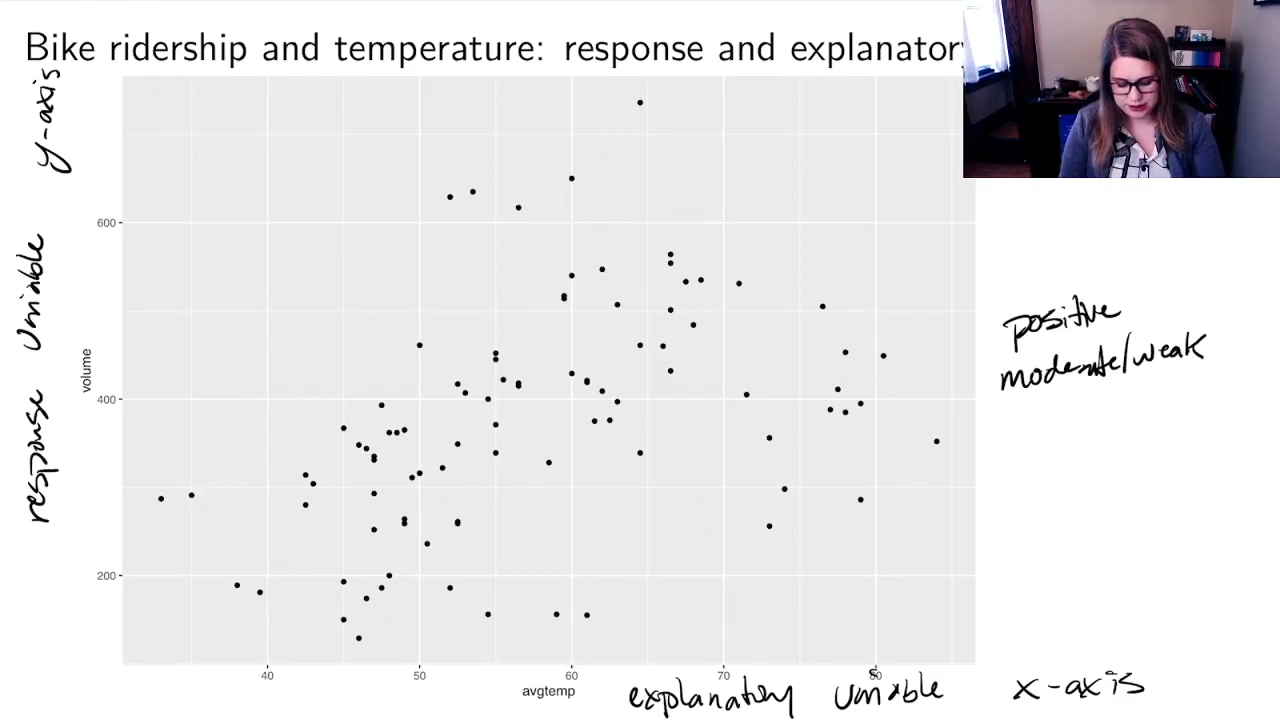 Bike ridership and temperature: response and explanatory
y-axis
response variable
volume
600
400
200
40 50 60 70 80
avgtemp
explanatory variable
x-axis
positive
moderate/weak